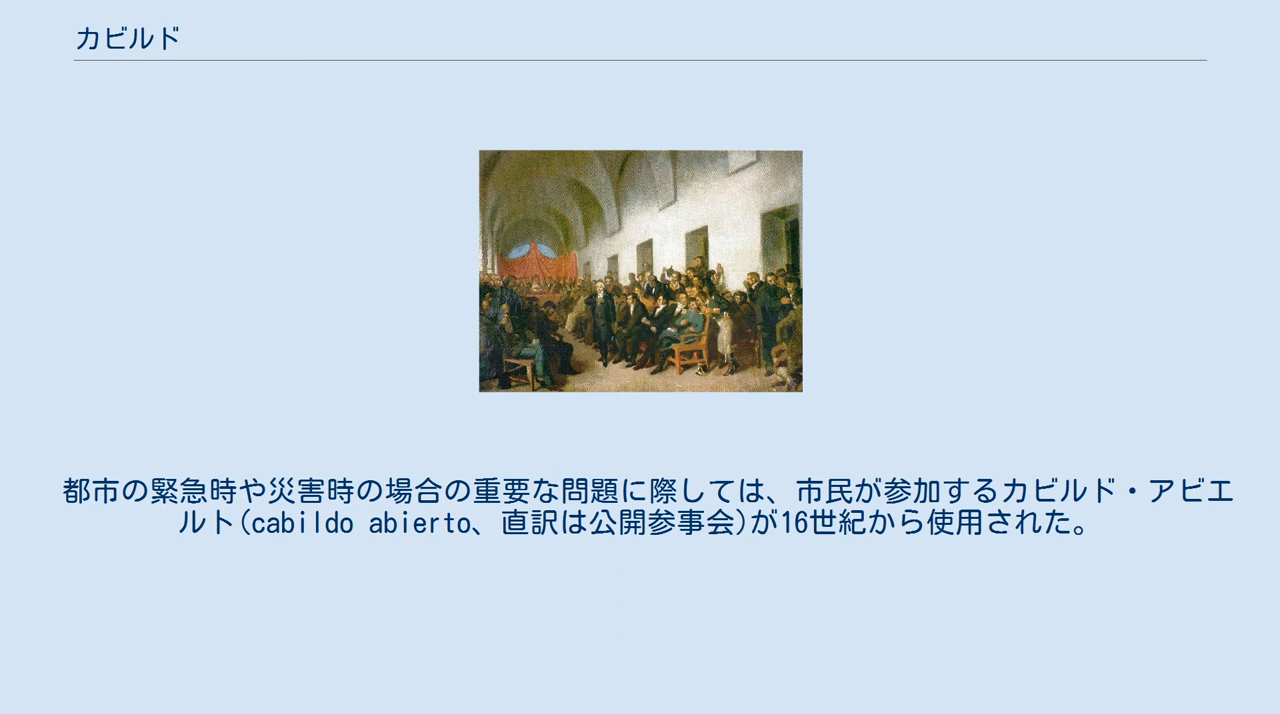 カビルド
都市の緊急時や災害時の場合の重要な問題に際しては、市民が参加するカビルド・アビエ
ルト(cabildo abierto、直訳は公開参事会)が16世紀から使用された。